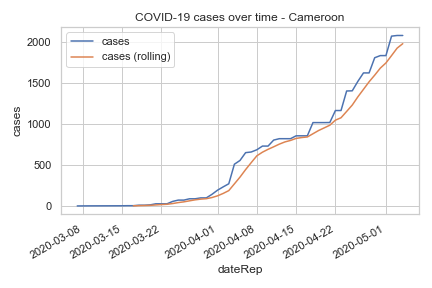 COVID-19 cases over time - Cameroon
cases
cases (rolling)
2000
1500
1000
500
0
cases
2020-03-08
2020-03-15
2020-03-22
2020-04-01
2020-04-08
2020-04-15
2020-04-22
2020-05-01
dateRep